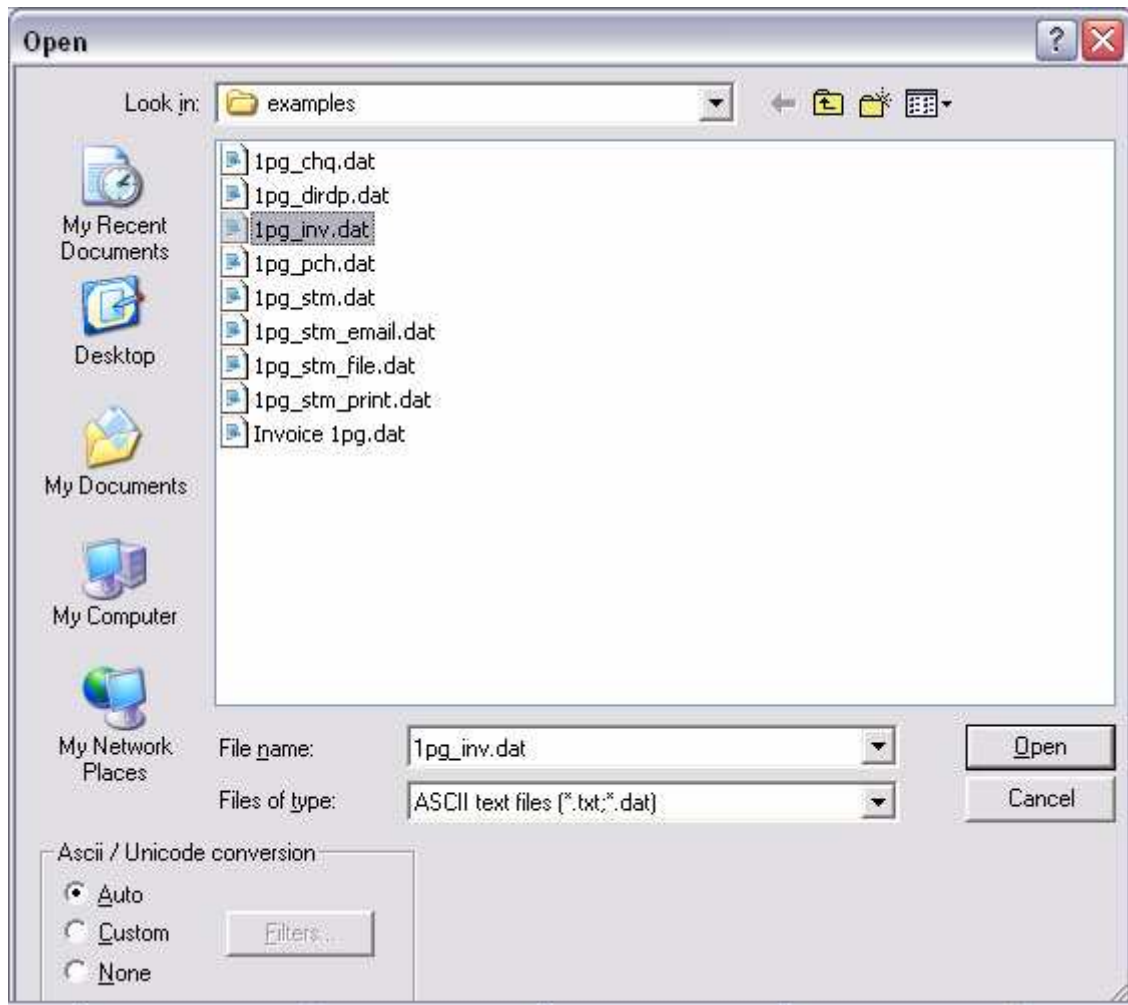 Open
Look in: examples
1pg_chq.dat
1pg_dirdp.dat
1pg_inv.dat
1pg_pch.dat
1pg_stm.dat
1pg_stm_email.dat
1pg_stm_file.dat
1pg_stm_print.dat
Invoice 1pg.dat
My Recent
Documents
Desktop
My Documents
My Computer
My Network
Places
File name: 1pg_inv.dat Open
Files of type: ASCII text files (*.txt;*.dat) Cancel
Ascii / Unicode conversion
Auto
Custom Filters...
None